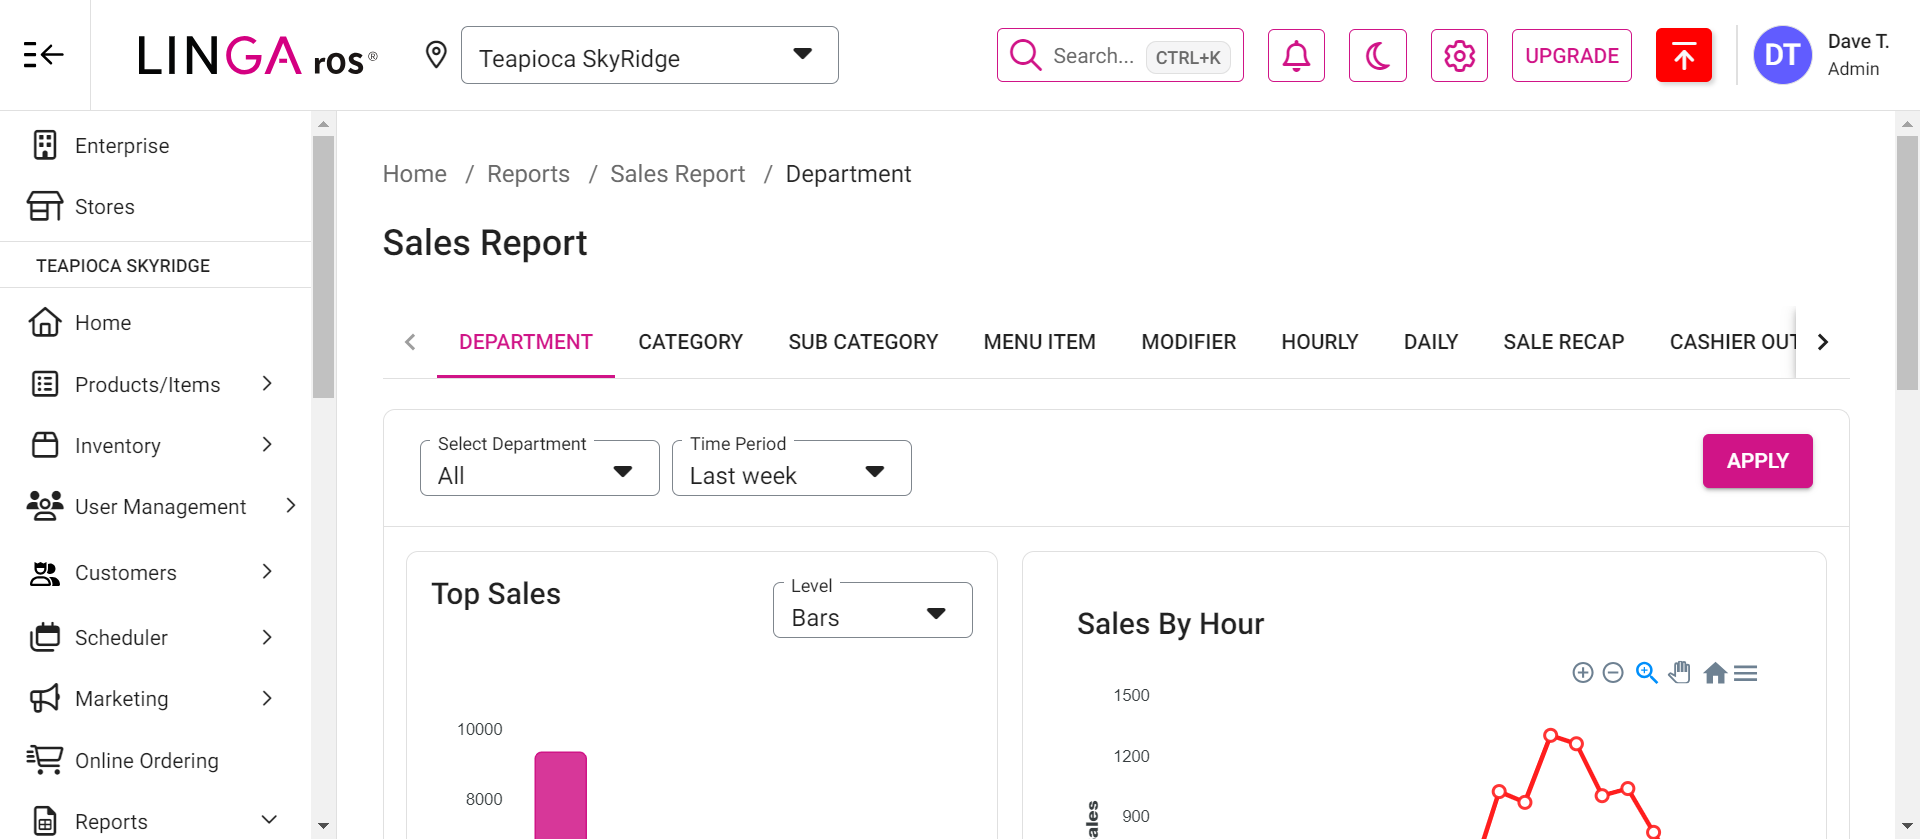 LINGA ros®
Teapioca SkyRidge
Search... CTRL+K
UPGRADE
DT
Dave T.
Admin
Enterprise
Stores
TEAPIOCA SKYRIDGE
Home
Products/Items
Inventory
User Management
Customers
Scheduler
Marketing
Online Ordering
Reports
Home / Reports / Sales Report / Department
Sales Report
DEPARTMENT CATEGORY SUB CATEGORY MENU ITEM MODIFIER HOURLY DAILY SALE RECAP CASHIER OUT
Select Department
All
Time Period
Last week
APPLY
Top Sales
Level
Bars
10000
8000
Sales By Hour
1500
1200
900
ales